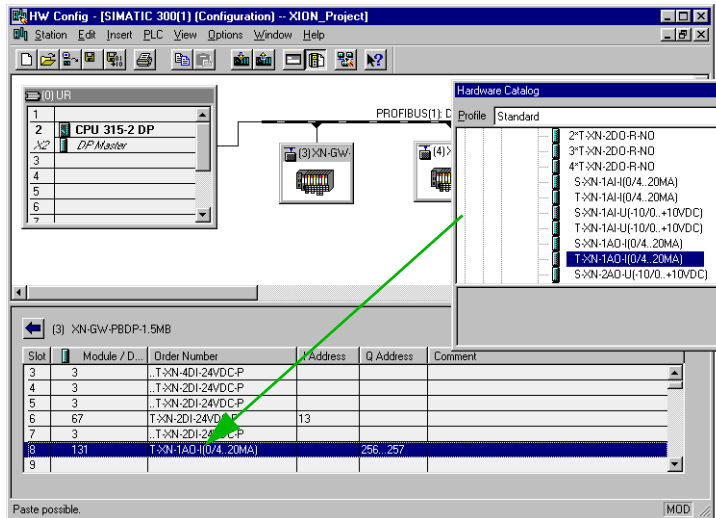 HW Config - [SIMATIC 300(1) (Configuration) -- XION_Project]
Station Edit Insert PLC View Options Window Help
(0) UR
1
2 CPU 315-2 DP
X2 DP Master
3
4
5
6
7
PROFIBUS(1): D
(3) XN-GW-
(4)X
Hardware Catalog
Profile Standard
2*T-XN-2DO-R-NO
3*T-XN-2DO-R-NO
4*T-XN-2DO-R-NO
S-XN-1AI-I(0/4..20MA)
T-XN-1AI-I(0/4..20MA)
S-XN-1AI-U(-10/0..+10VDC)
T-XN-1AI-U(-10/0..+10VDC)
S-XN-1AO-I(0/4..20MA)
T-XN-1AO-I(0/4..20MA)
S-XN-2AO-U(-10/0..+10VDC)
(3) XN-GW-PBDP-1.5MB
Slot Module / D... Order Number I Address Q Address Comment
3 3 ..T-XN-4DI-24VDC-P
4 3 ..T-XN-2DI-24VDC-P
5 3 ..T-XN-2DI-24VDC-P
6 67 T-XN-2DI-24VDC-P 13
7 3 ..T-XN-2DI-24VDC-P
8 131 T-XN-1AO-I(0/4..20MA) 256...257
9
Paste possible. MOD